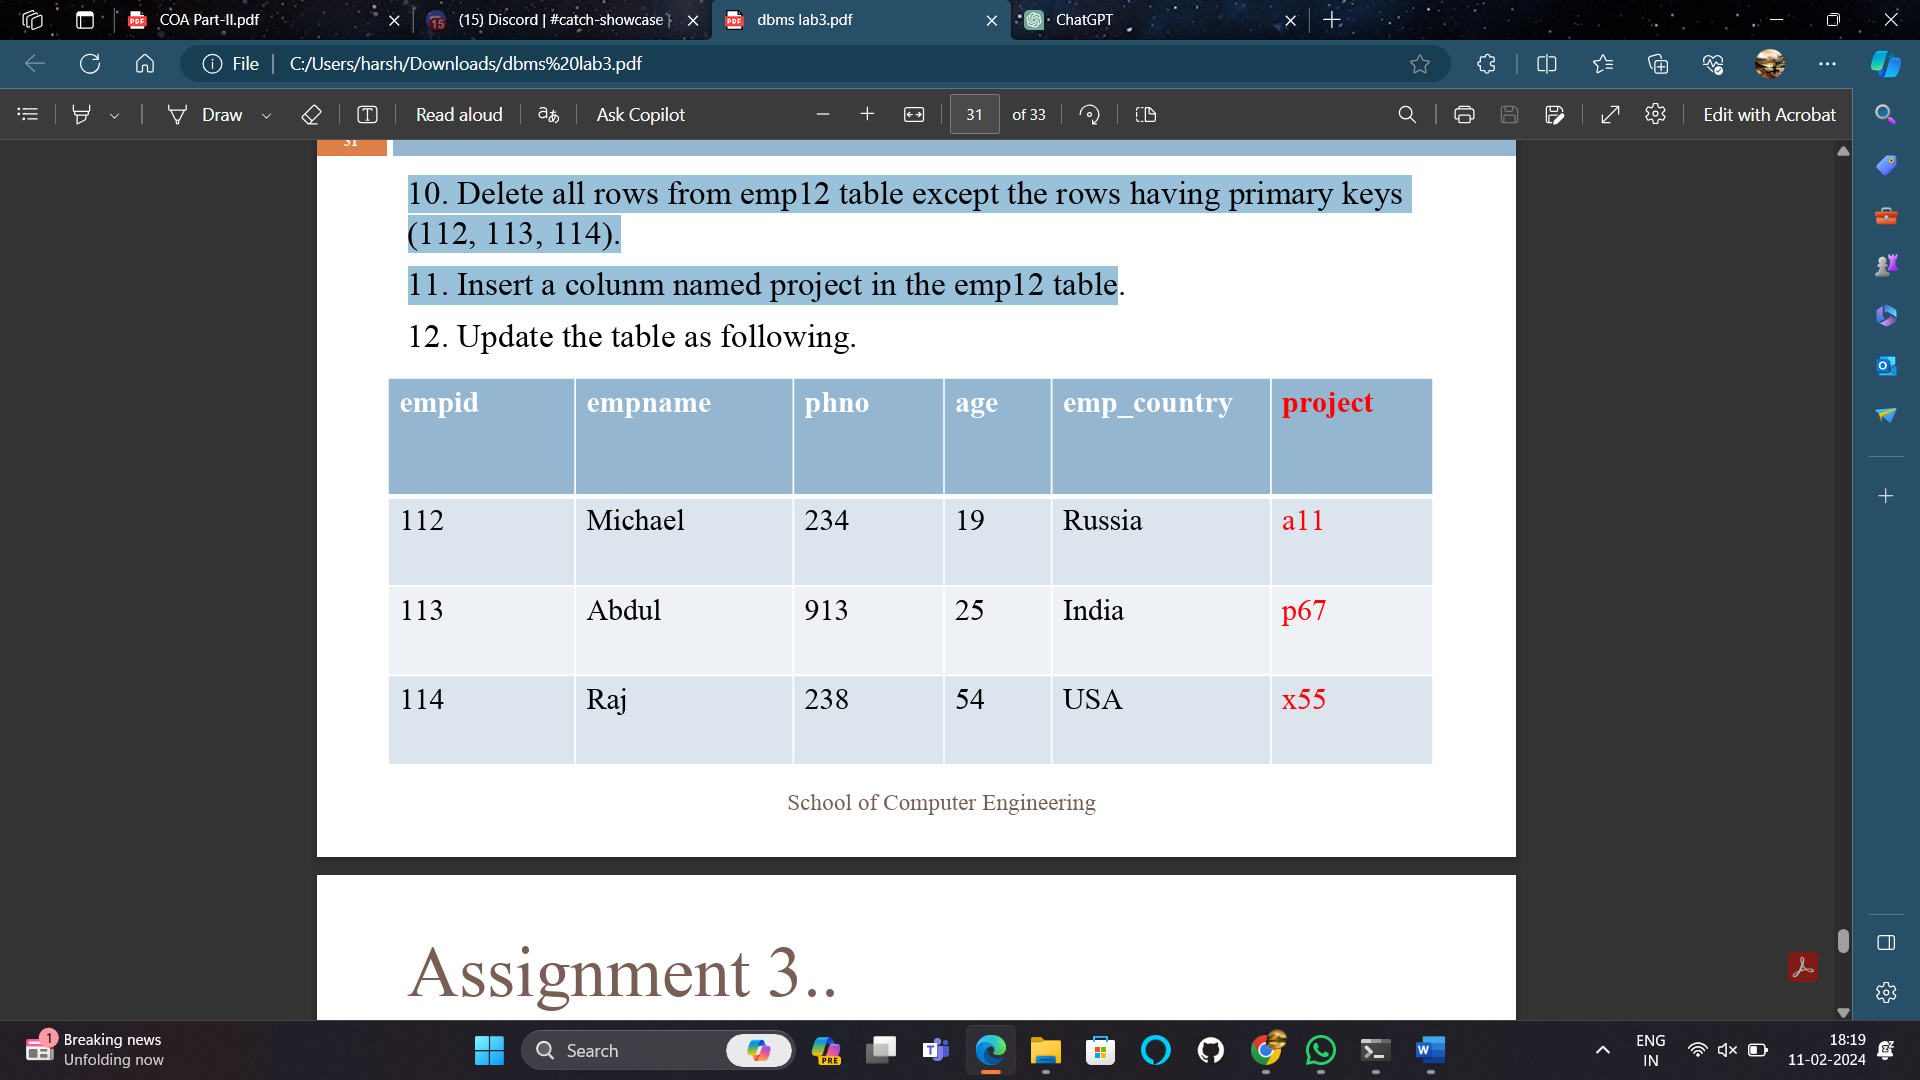 COA Part-II.pdf
(15) Discord | #catch-showcase
dbms lab3.pdf
ChatGPT
File
C:/Users/harsh/Downloads/dbms%20lab3.pdf
Draw
Read aloud
aあ
Ask Copilot
31
of 33
Edit with Acrobat
31
10. Delete all rows from emp12 table except the rows having primary keys
(112, 113, 114).
11. Insert a colunm named project in the emp12 table.
12. Update the table as following.
empid empname phno age emp_country project
112 Michael 234 19 Russia a11
113 Abdul 913 25 India p67
114 Raj 238 54 USA x55
School of Computer Engineering
Assignment 3..
1
Breaking news
Unfolding now
Search
PRE
ENG
IN
18:19
11-02-2024